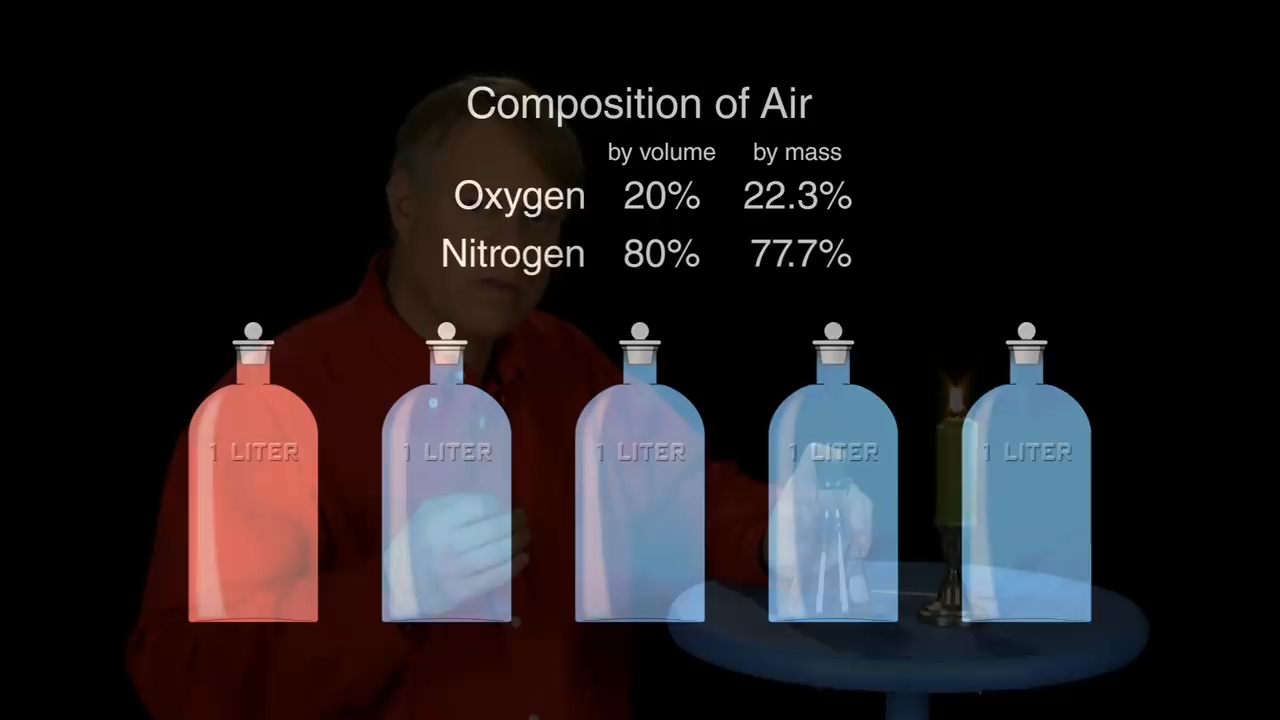 Composition of Air
by volume by mass
Oxygen 20% 22.3%
Nitrogen 80% 77.7%
1 LITER 1 LITER 1 LITER 1 LITER 1 LITER